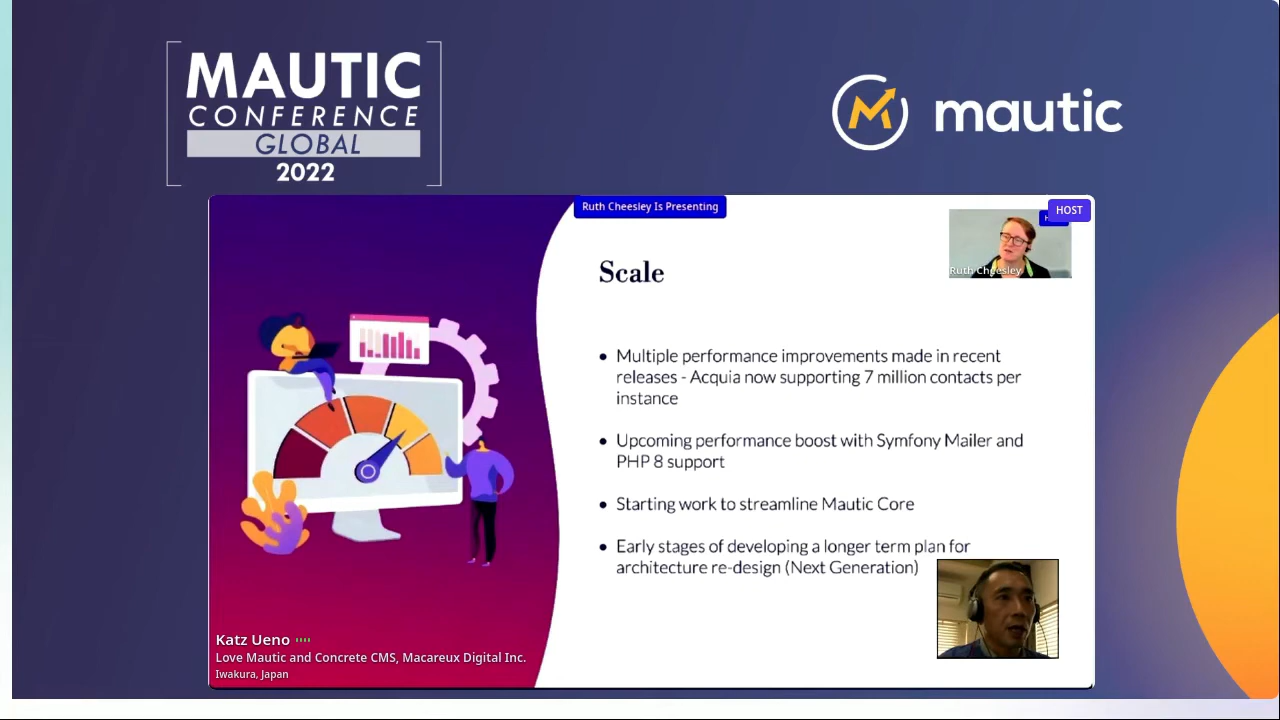 MAUTIC
CONFERENCE
GLOBAL
2022
mautic
Ruth Cheesley Is Presenting
HOST
Ruth Cheesley
Scale
• Multiple performance improvements made in recent
releases - Acquia now supporting 7 million contacts per
instance
• Upcoming performance boost with Symfony Mailer and
PHP 8 support
• Starting work to streamline Mautic Core
• Early stages of developing a longer term plan for
architecture re-design (Next Generation)
Katz Ueno
Love Mautic and Concrete CMS, Macareux Digital Inc.
Iwakura, Japan